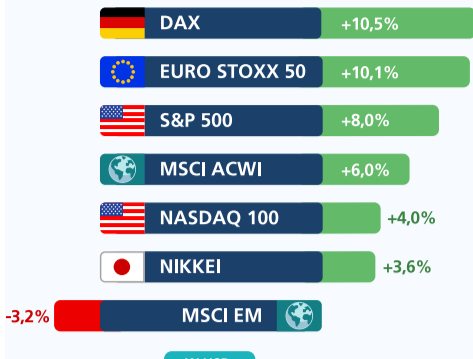 DAX +10,5%
EURO STOXX 50 +10,1%
S&P 500 +8,0%
MSCI ACWI +6,0%
NASDAQ 100 +4,0%
NIKKEI +3,6%
-3,2% MSCI EM